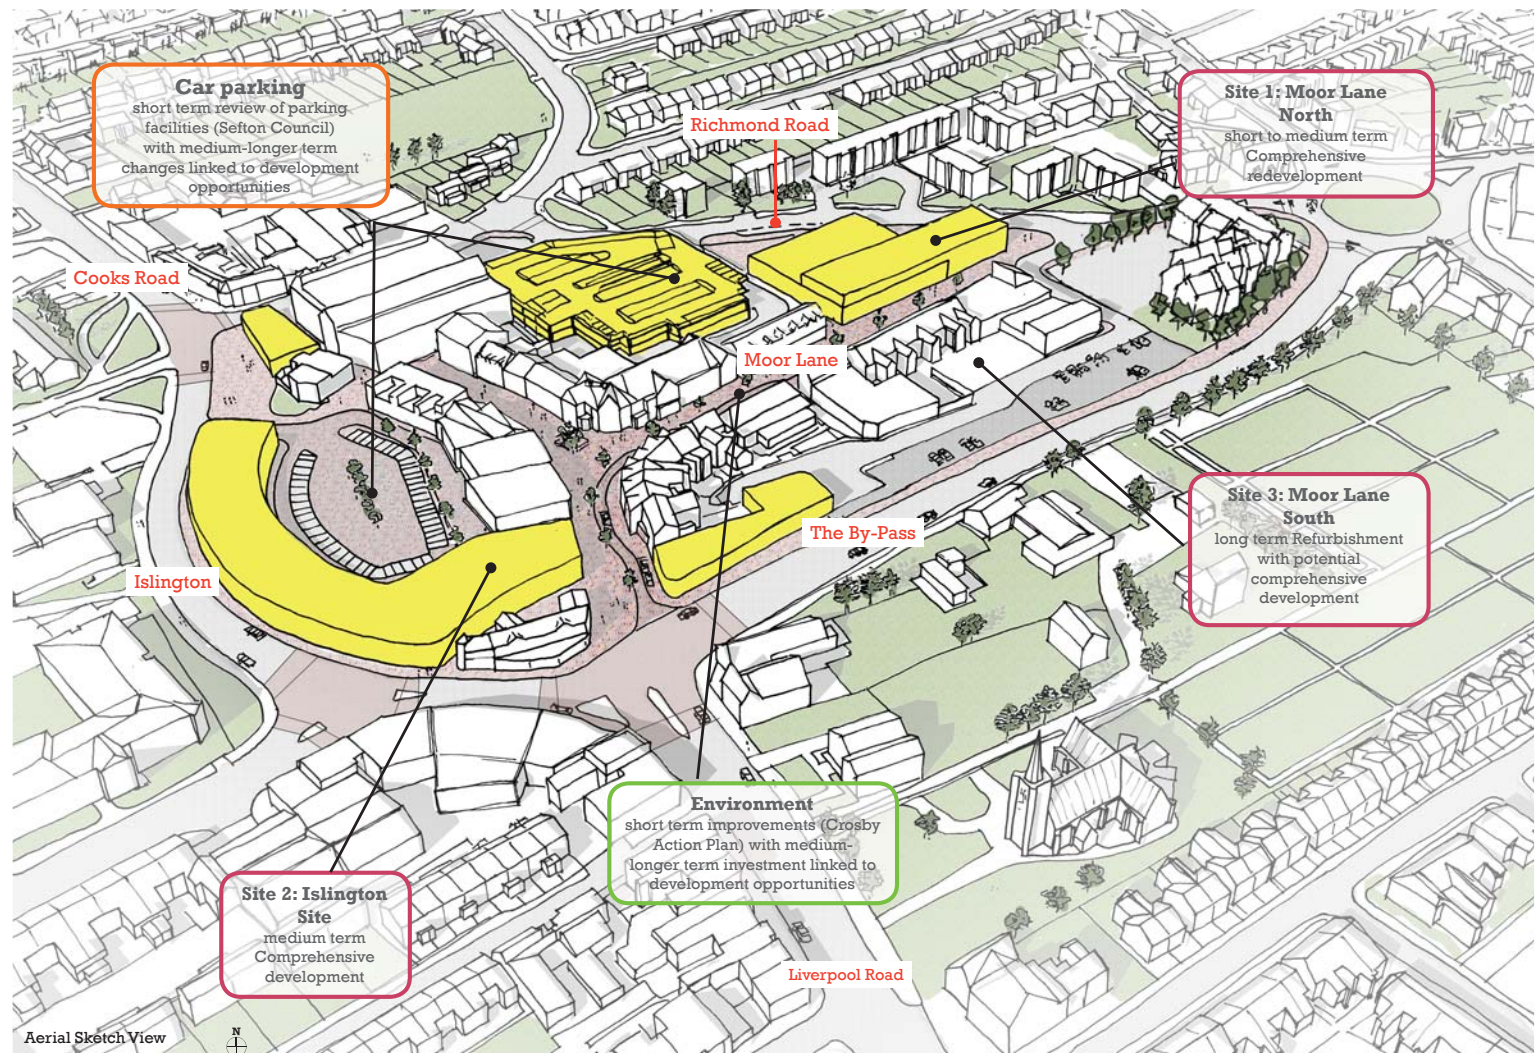 Car parking
short term review of parking
facilities (Sefton Council)
with medium-longer term
changes linked to development
opportunities
Site 1: Moor Lane
North
short to medium term
Comprehensive
redevelopment
Richmond Road
Cooks Road
Moor Lane
Site 3: Moor Lane
South
long term Refurbishment
with potential
comprehensive
development
The By-Pass
Islington
Environment
short term improvements (Crosby
Action Plan) with medium-
longer term investment linked to
development opportunities
Site 2: Islington
Site
medium term
Comprehensive
development
Liverpool Road
Aerial Sketch View
N